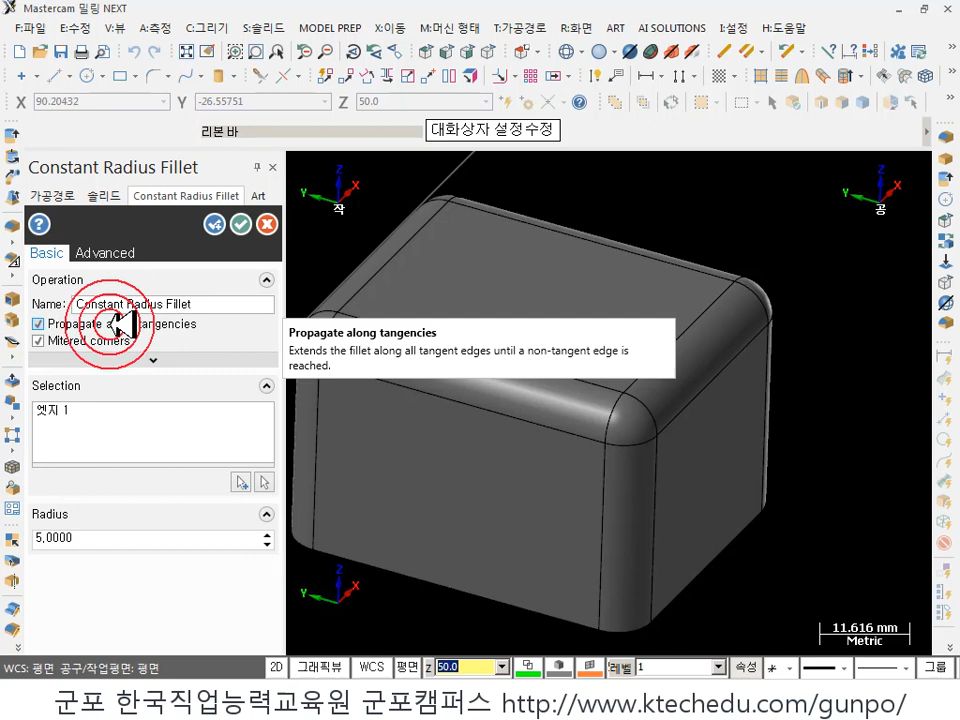 Mastercam 밀링 NEXT
F:파일 E:수정 V:뷰 A:측정 C:그리기 S:솔리드 MODEL PREP X:이동 M:머신 형태 T:가공경로 R:화면 ART AI SOLUTIONS I:설정 H:도움말
X 90.20432 Y -26.55751 Z 50.0
리본 바 대화상자 설정수정
Constant Radius Fillet
가공경로 솔리드 Constant Radius Fillet Art
Basic Advanced
Operation
Name: Constant Radius Fillet
Propagate along tangencies
Mitered corners
Propagate along tangencies
Extends the fillet along all tangent edges until a non-tangent edge is
reached.
Selection
엣지 1
Radius
5.0000
Z X Y 작
Z X Y 공
Z X Y
11.616 mm
Metric
WCS: 평면 공구/작업평면: 평면 2D 그래픽뷰 WCS 평면 Z 50.0 레벨 1 속성 그룹
군포 한국직업능력교육원 군포캠퍼스 http://www.ktechedu.com/gunpo/